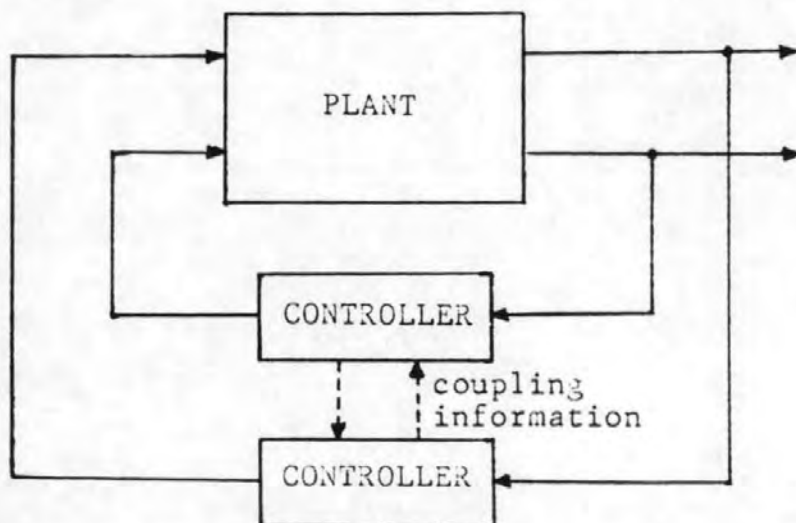 PLANT
CONTROLLER
coupling
information
CONTROLLER